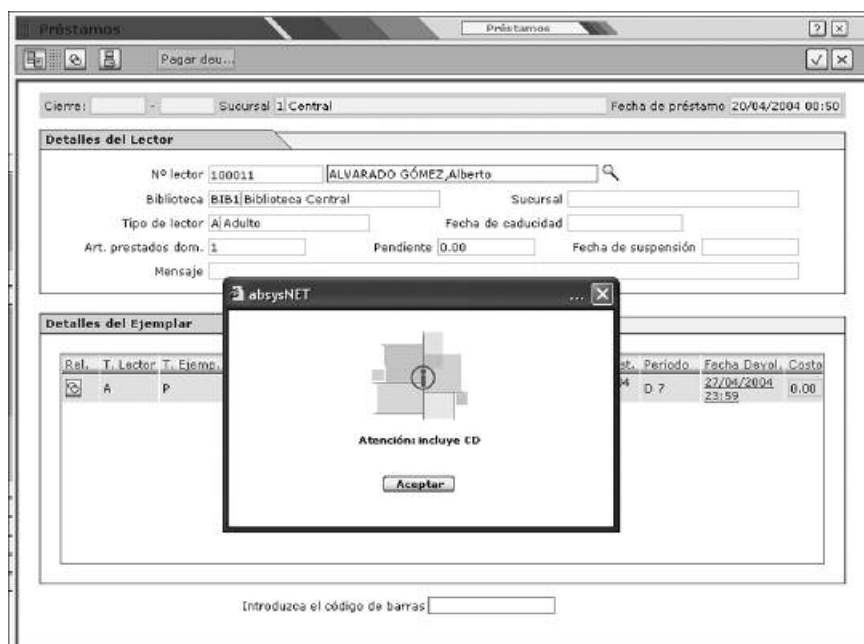 Préstamos Préstamos ? x
Pagar deu...
Cierre: - Sucursal 1 Central Fecha de préstamo 20/04/2004 00:50
Detalles del Lector
Nº lector 100011 ALVARADO GÓMEZ,Alberto
Biblioteca BIB1 Biblioteca Central Sucursal
Tipo de lector A Adulto Fecha de caducidad
Art. prestados dom. 1 Pendiente 0.00 Fecha de suspensión
Mensaje
absysNET ...
Detalles del Ejemplar
Rel. T. Lector T. Ejemp. st. Periodo Fecha Devol. Costo
A P 04 D 7 27/04/2004 0.00
23:59
Atención: incluye CD
Aceptar
Introduzca el código de barras